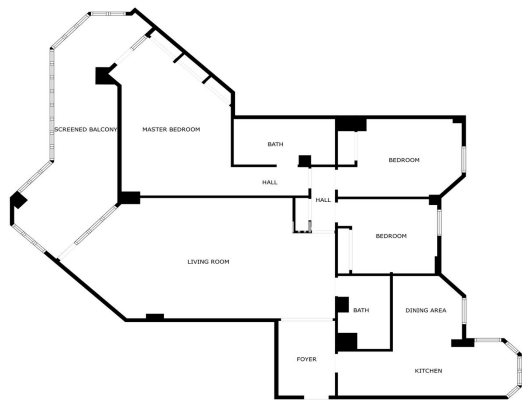 SCREENED BALCONY
MASTER BEDROOM
BATH
BEDROOM
HALL
HALL
BEDROOM
LIVING ROOM
BATH
DINING AREA
FOYER
KITCHEN